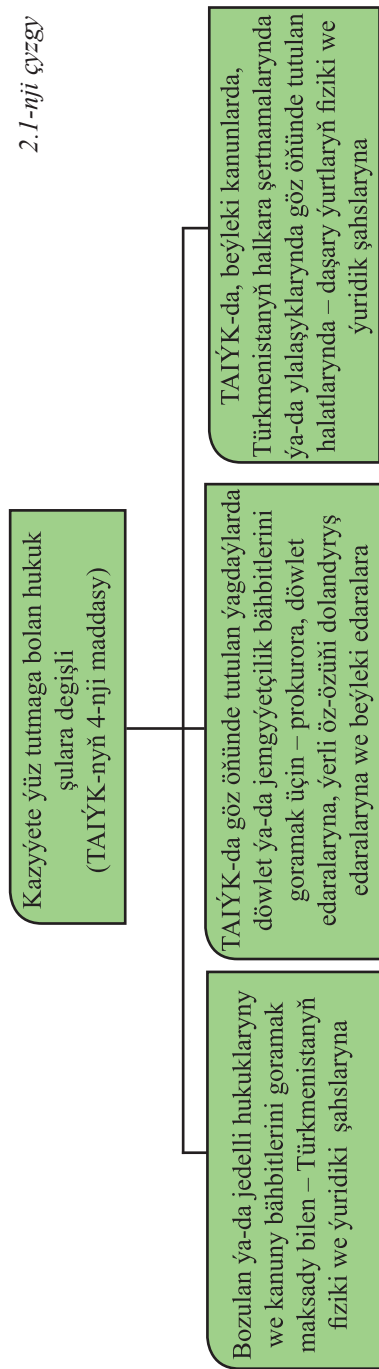 2.1-nji çyzgy
Kazyýete ýüz tutmaga bolan hukuk
şulara degişli
(TAIÝK-nyň 4-nji maddasy)
Bozulan ýa-da jedelli hukuklaryny
we kanuny bähbitlerini goramak
maksady bilen – Türkmenistanyň
fiziki we ýuridiki şahslaryna
TAIÝK-da göz öňünde tutulan ýagdaýlarda
döwlet ýa-da jemgyýetçilik bähbitlerini
goramak üçin – prokurora, döwlet
edaralaryna, ýerli öz-özüňi dolandyryş
edaralaryna we beýleki edaralara
TAIÝK-da, beýleki kanunlarda,
Türkmenistanyň halkara şertnamalarynda
ýa-da ylalaşyklarynda göz öňünde tutulan
halatlarynda – daşary ýurtlaryň fiziki we
ýuridik şahslaryna